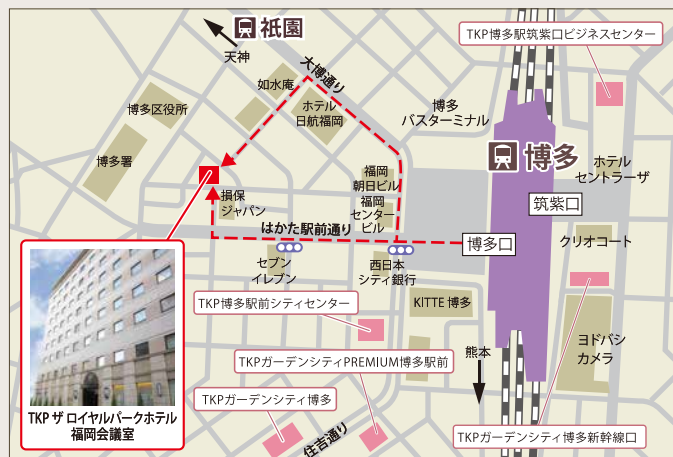 祇園
天神
TKP博多駅筑紫口ビジネスセンター
大博通り
如水庵
ホテル
日航福岡
博多
バスターミナル
博多区役所
博多署
博多
ホテル
セントラーザ
福岡
朝日ビル
福岡
センター
ビル
損保
ジャパン
筑紫口
はかた駅前通り
博多口
クリオコート
セブン
イレブン
西日本
シティ銀行
TKP博多駅前シティセンター
KITTE 博多
ヨドバシ
カメラ
熊本
TKPガーデンシティPREMIUM博多駅前
TKPガーデンシティ博多
住吉通り
TKPガーデンシティ博多新幹線口
TKP ザ ロイヤルパークホテル
福岡会議室